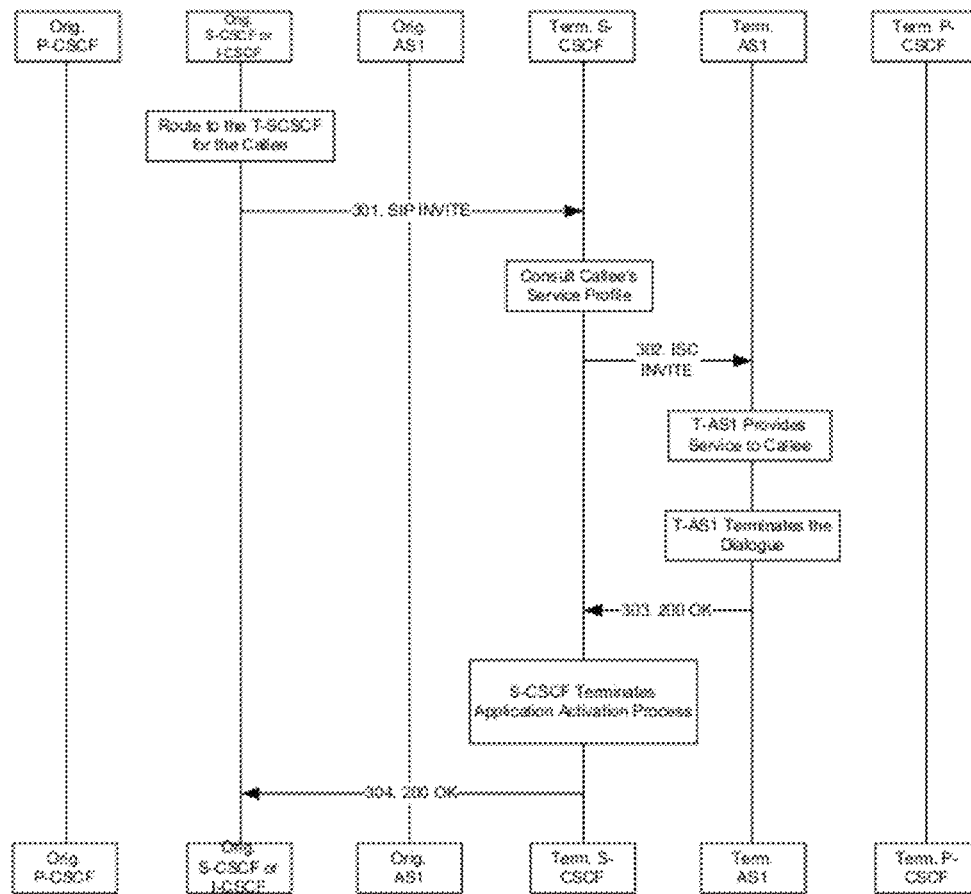 Orig.
P-CSCF
Orig.
S-CSCF or
I-CSCF
Orig.
AS1
Term. S-
CSCF
Term.
AS1
Term. P-
CSCF
Route to the T-SCSCF
for the Callee
301. SIP INVITE
Consult Callee's
Service Profile
302. ISC
INVITE
T-AS1 Provides
Service to Callee
T-AS1 Terminates the
Dialogue
303. 200 OK
S-CSCF Terminates
Application Activation Process
304. 200 OK
Orig.
P-CSCF
Orig.
S-CSCF or
I-CSCF
Orig.
AS1
Term. S-
CSCF
Term.
AS1
Term. P-
CSCF